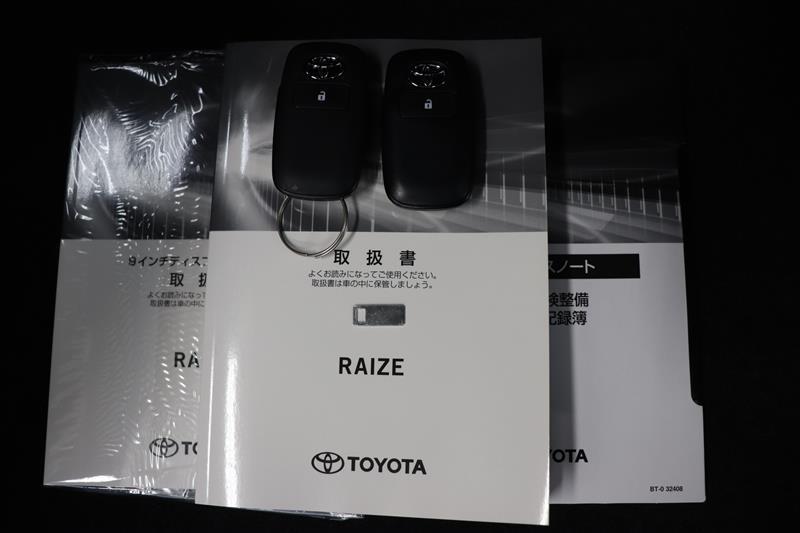 9インチディスプ
取扱
よくお読みになって
取扱書は車の中に
RA
取扱書
よくお読みになってご使用ください。
取扱書は車の中に保管しましょう。
RAIZE
TOYOTA
スノート
検整備
記録簿
BT-0 32408